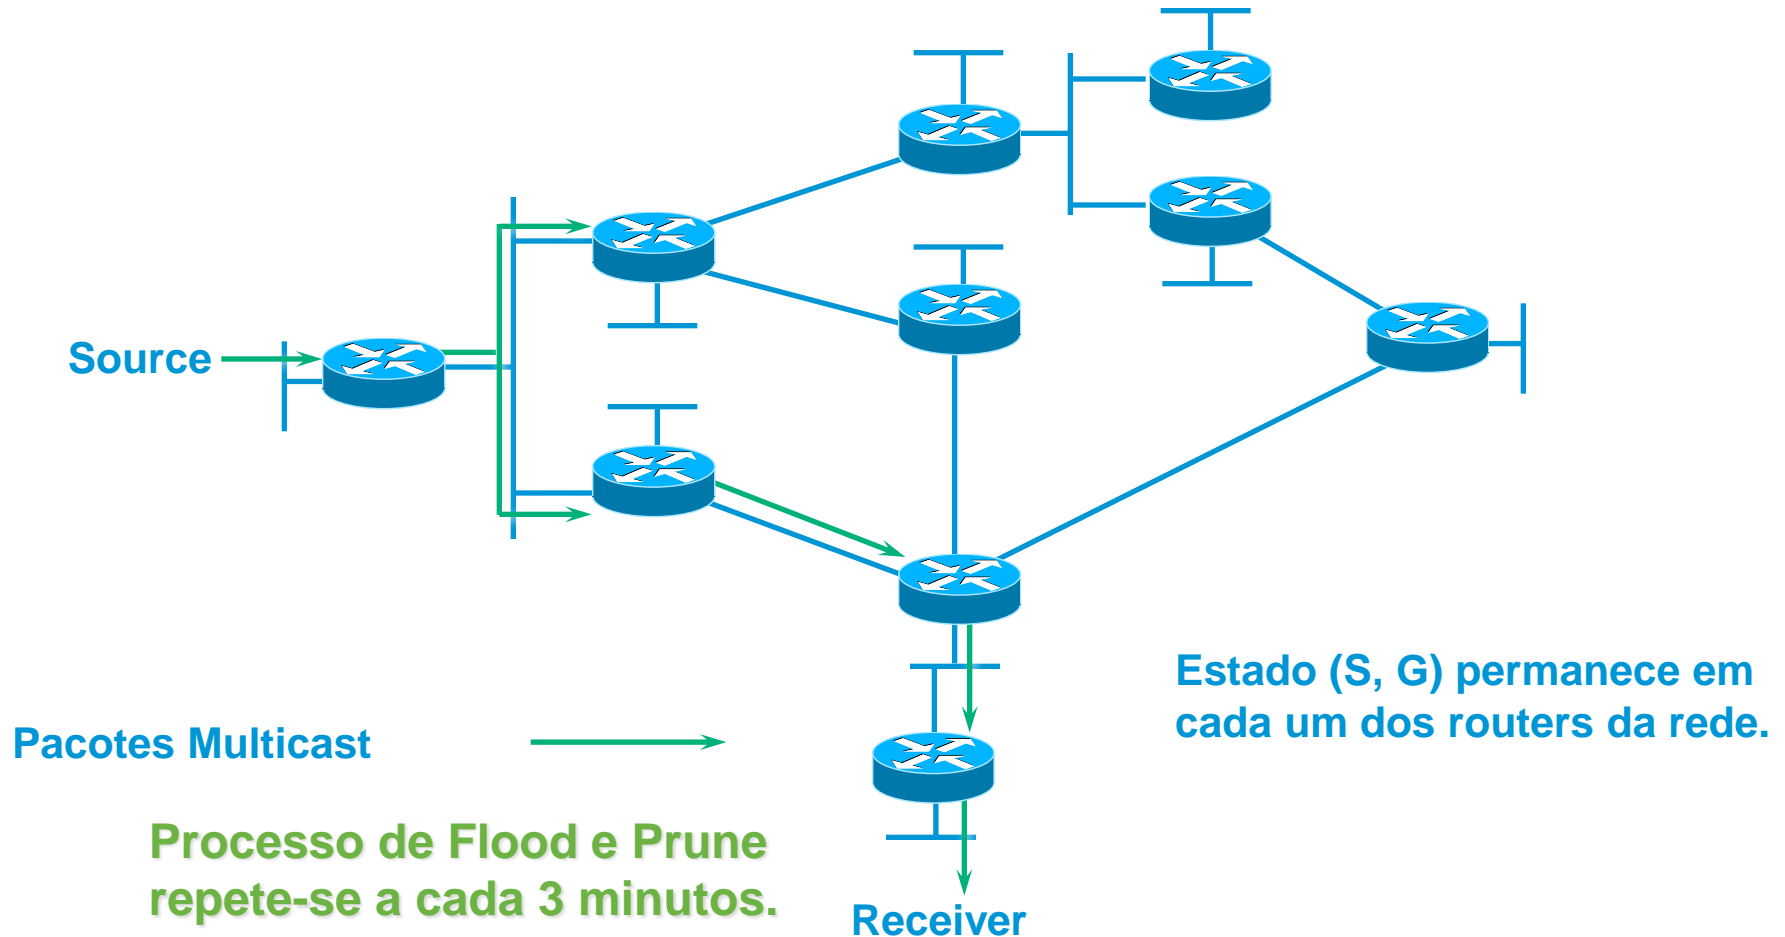 Source
Estado (S, G) permanece em
cada um dos routers da rede.
Pacotes Multicast
Processo de Flood e Prune
repete-se a cada 3 minutos.
Receiver